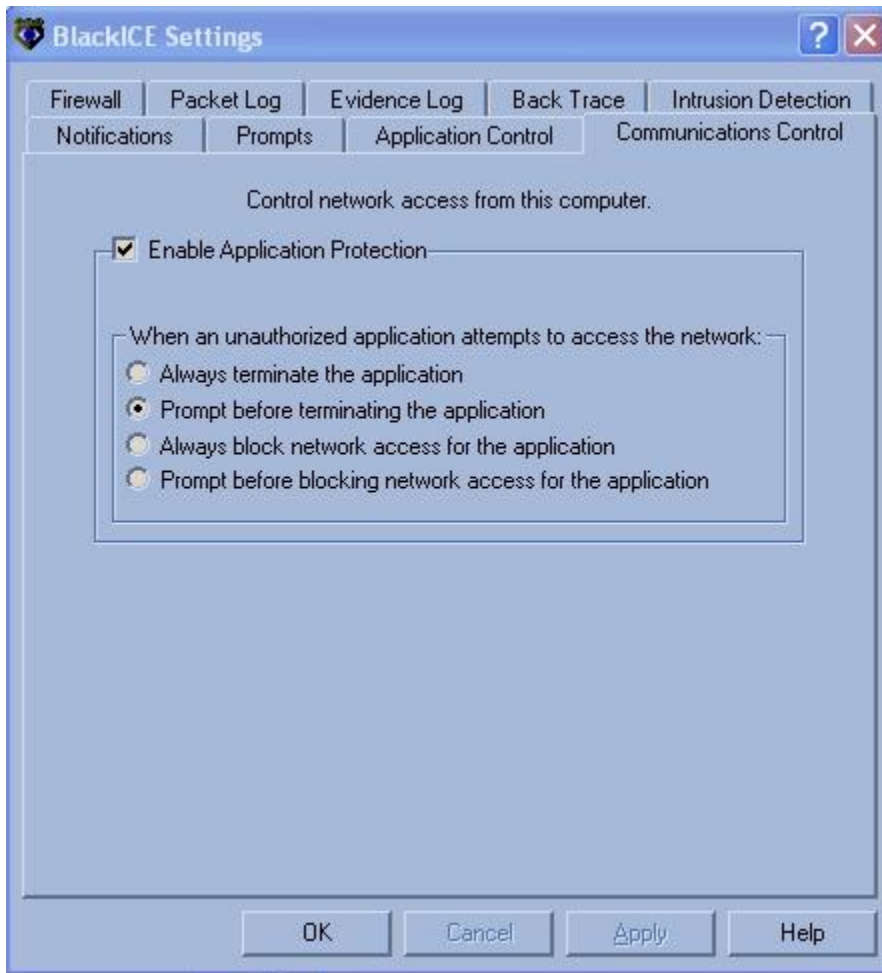 BlackICE Settings
?
Firewall Packet Log Evidence Log Back Trace Intrusion Detection
Notifications Prompts Application Control Communications Control
Control network access from this computer.
Enable Application Protection
When an unauthorized application attempts to access the network:
Always terminate the application
Prompt before terminating the application
Always block network access for the application
Prompt before blocking network access for the application
OK Cancel Apply Help